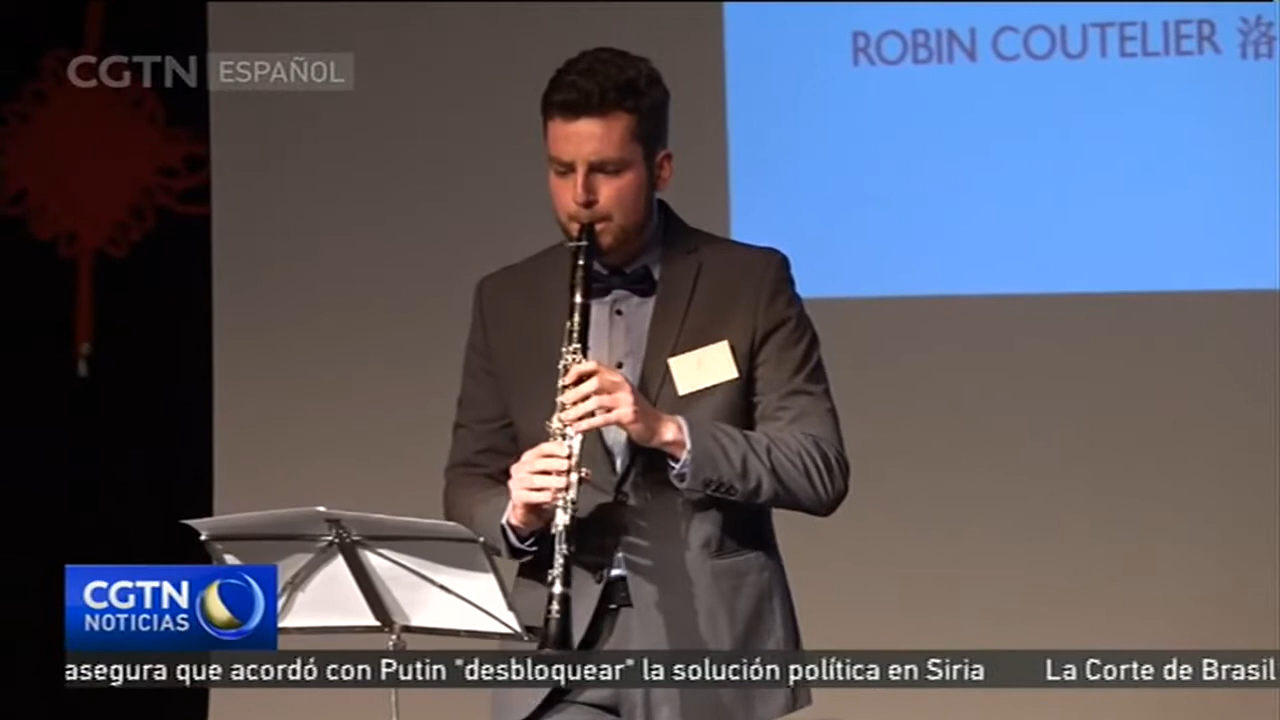 CGTN ESPAÑOL
ROBIN COUTELIER 洛
CGTN
NOTICIAS
asegura que acordó con Putin "desbloquear" la solución política en Siria La Corte de Brasil